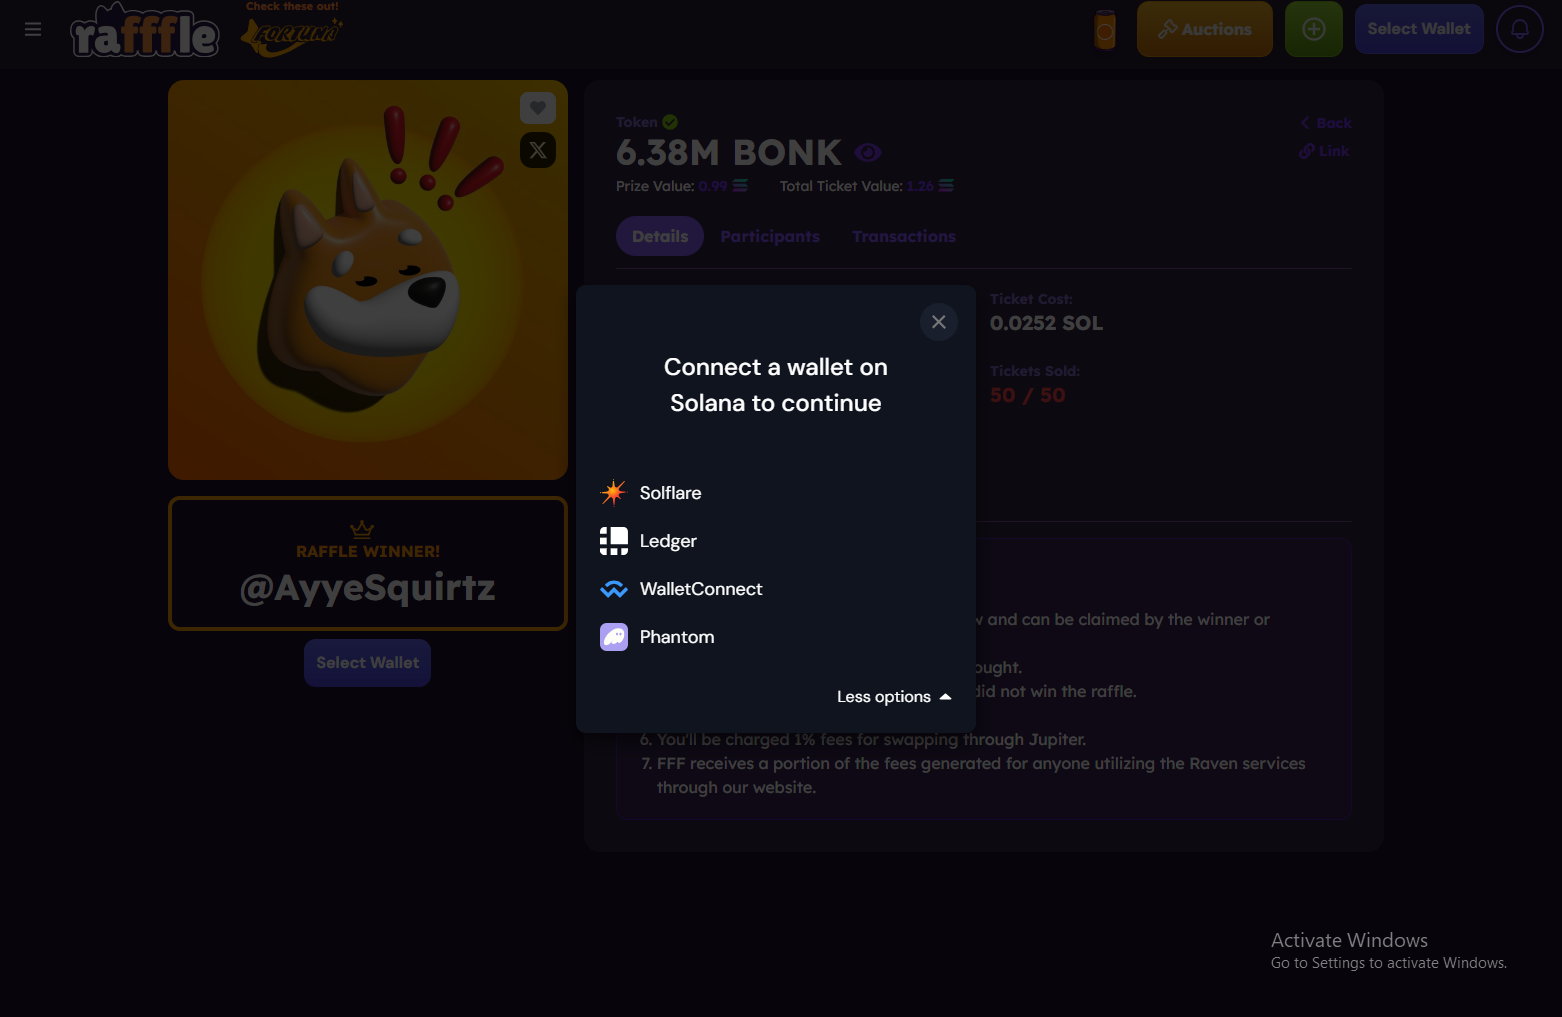 Check these out!
rafffle
FORTUNA
Auctions
Select Wallet
Token
6.38M BONK
Back
Link
Prize Value: 0.99
Total Ticket Value: 1.26
Details
Participants
Transactions
Ticket Cost:
0.0252 SOL
Tickets Sold:
50 / 50
Connect a wallet on
Solana to continue
Solflare
Ledger
WalletConnect
Phantom
Less options
RAFFLE WINNER!
@AyyeSquirtz
Select Wallet
and can be claimed by the winner or
did not win the raffle.
6. You'll be charged 1% fees for swapping through Jupiter.
7. FFF receives a portion of the fees generated for anyone utilizing the Raven services
through our website.
Activate Windows
Go to Settings to activate Windows.